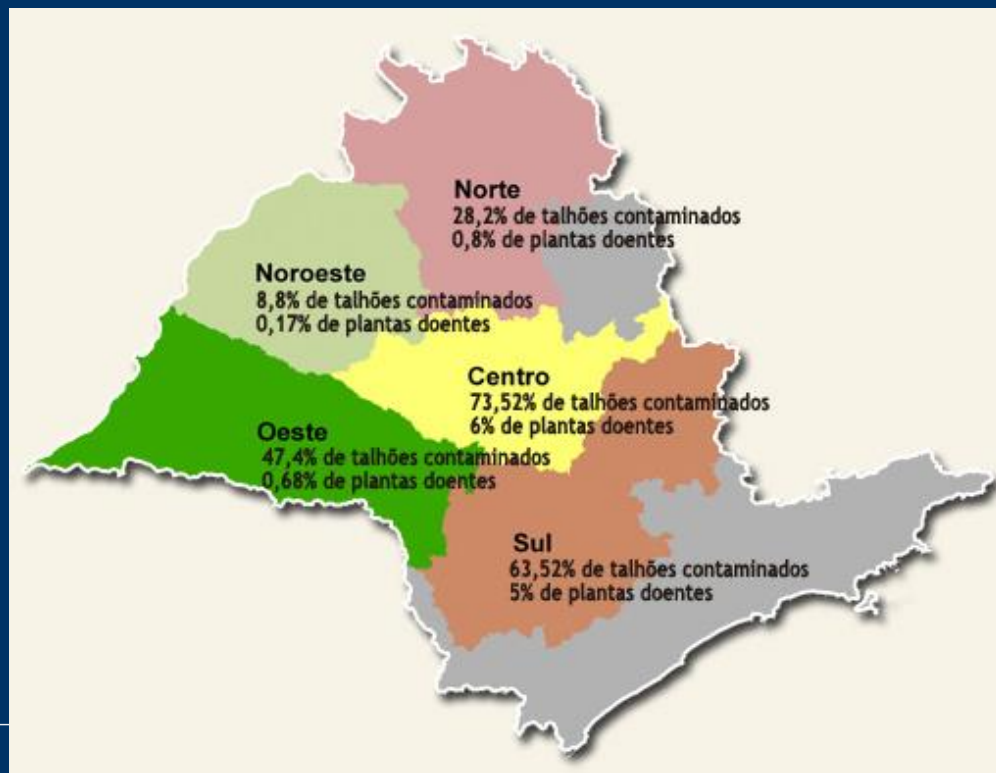 Norte
28,2% de talhões contaminados
0,8% de plantas doentes
Noroeste
8,8% de talhões contaminados
0,17% de plantas doentes
Centro
73,52% de talhões contaminados
6% de plantas doentes
Oeste
47,4% de talhões contaminados
0,68% de plantas doentes
Sul
63,52% de talhões contaminados
5% de plantas doentes